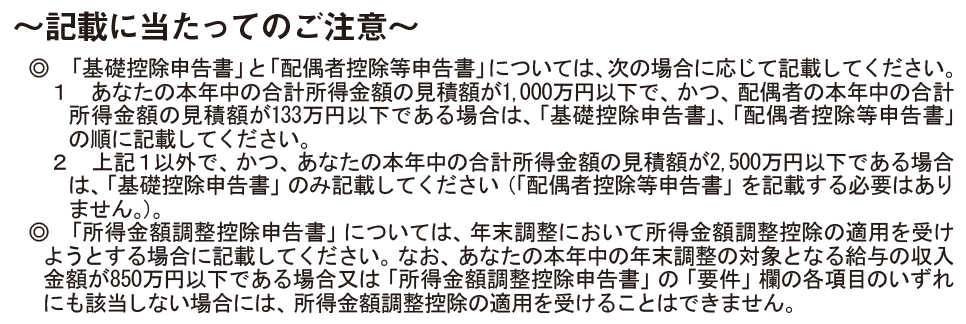 ～記載に当たってのご注意～
◎　「基礎控除申告書」と「配偶者控除等申告書」については、次の場合に応じて記載してください。
１　あなたの本年中の合計所得金額の見積額が1,000万円以下で、かつ、配偶者の本年中の合計
所得金額の見積額が133万円以下である場合は、「基礎控除申告書」、「配偶者控除等申告書」
の順に記載してください。
２　上記１以外で、かつ、あなたの本年中の合計所得金額の見積額が2,500万円以下である場合
は、「基礎控除申告書」のみ記載してください（「配偶者控除等申告書」を記載する必要はあり
ません。）。
◎　「所得金額調整控除申告書」については、年末調整において所得金額調整控除の適用を受け
ようとする場合に記載してください。なお、あなたの本年中の年末調整の対象となる給与の収入
金額が850万円以下である場合又は「所得金額調整控除申告書」の「要件」欄の各項目のいずれ
にも該当しない場合には、所得金額調整控除の適用を受けることはできません。